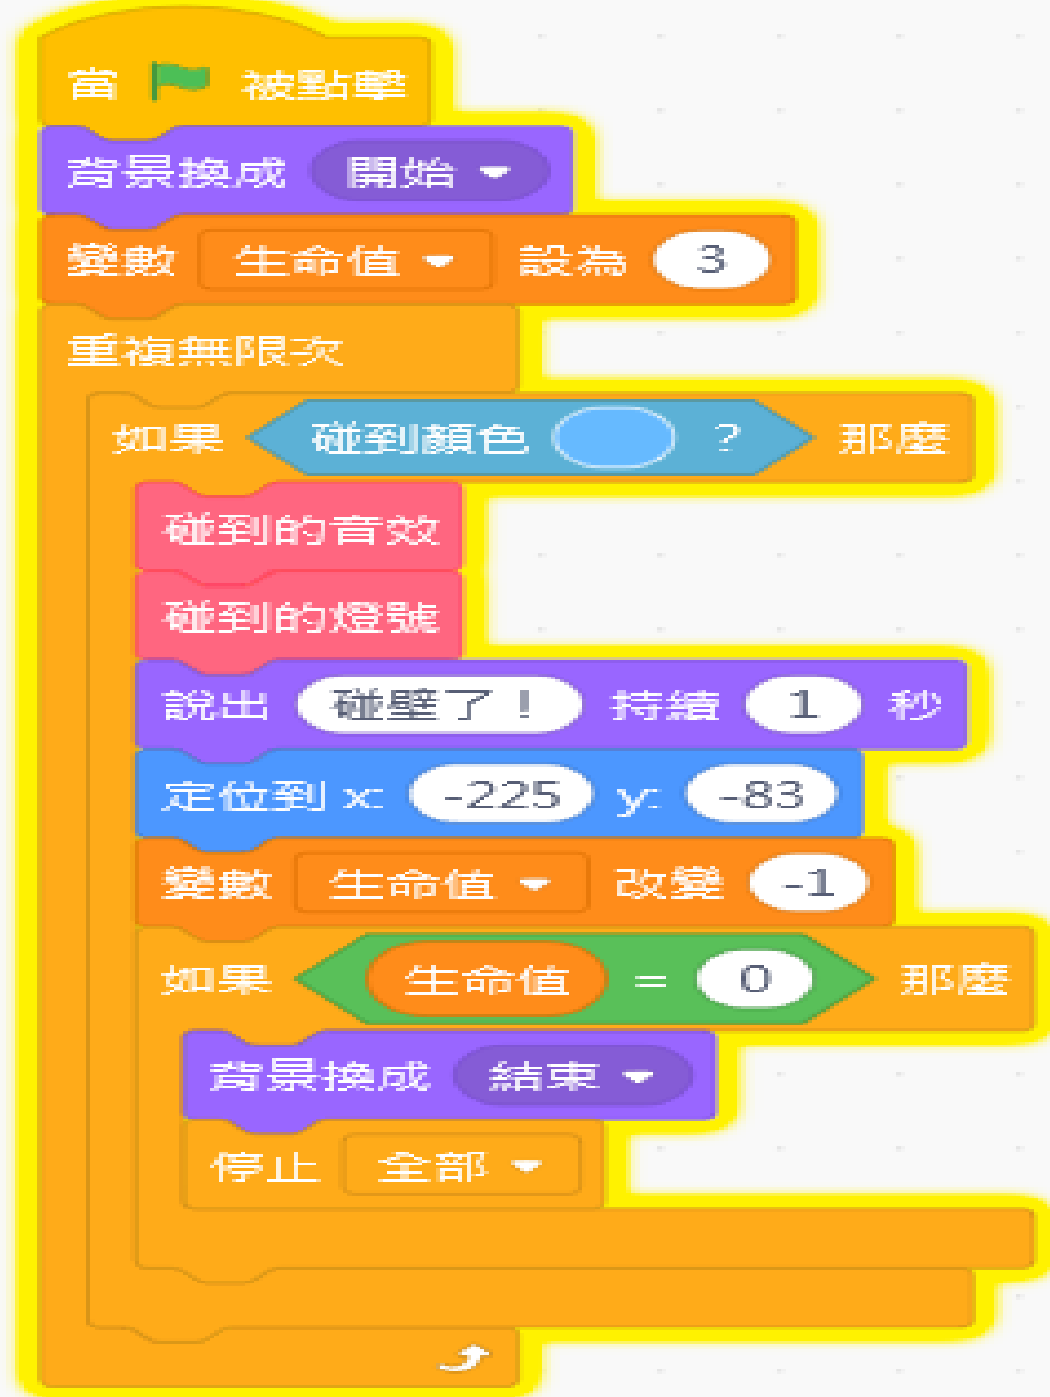 當 被點擊
背景換成 開始
變數 生命值 設為 3
重複無限次
如果 碰到顏色 ? 那麼
碰到的音效
碰到的燈號
說出 碰壁了! 持續 1 秒
定位到 x: -225 y: -83
變數 生命值 改變 -1
如果 生命值 = 0 那麼
背景換成 結束
停止 全部